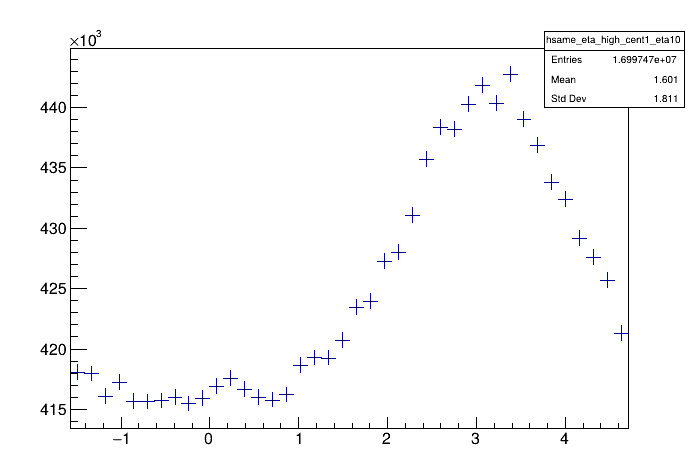 ×10³
hsame_eta_high_cent1_eta10
Entries 1.699747e+07
Mean 1.601
Std Dev 1.811
440
435
430
425
420
415
−1 0 1 2 3 4